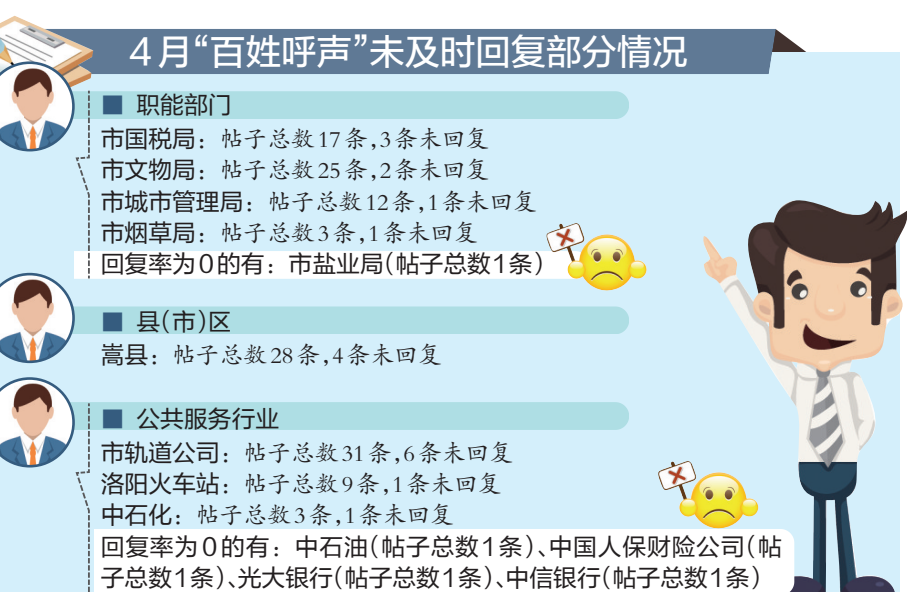 4月“百姓呼声”未及时回复部分情况
■ 职能部门
市国税局：帖子总数17条,3条未回复
市文物局：帖子总数25条,2条未回复
市城市管理局：帖子总数12条,1条未回复
市烟草局：帖子总数3条,1条未回复
回复率为0的有：市盐业局(帖子总数1条)
■ 县(市)区
嵩县：帖子总数28条,4条未回复
■ 公共服务行业
市轨道公司：帖子总数31条,6条未回复
洛阳火车站：帖子总数9条,1条未回复
中石化：帖子总数3条,1条未回复
回复率为0的有：中石油(帖子总数1条)、中国人保财险公司(帖
子总数1条)、光大银行(帖子总数1条)、中信银行(帖子总数1条)